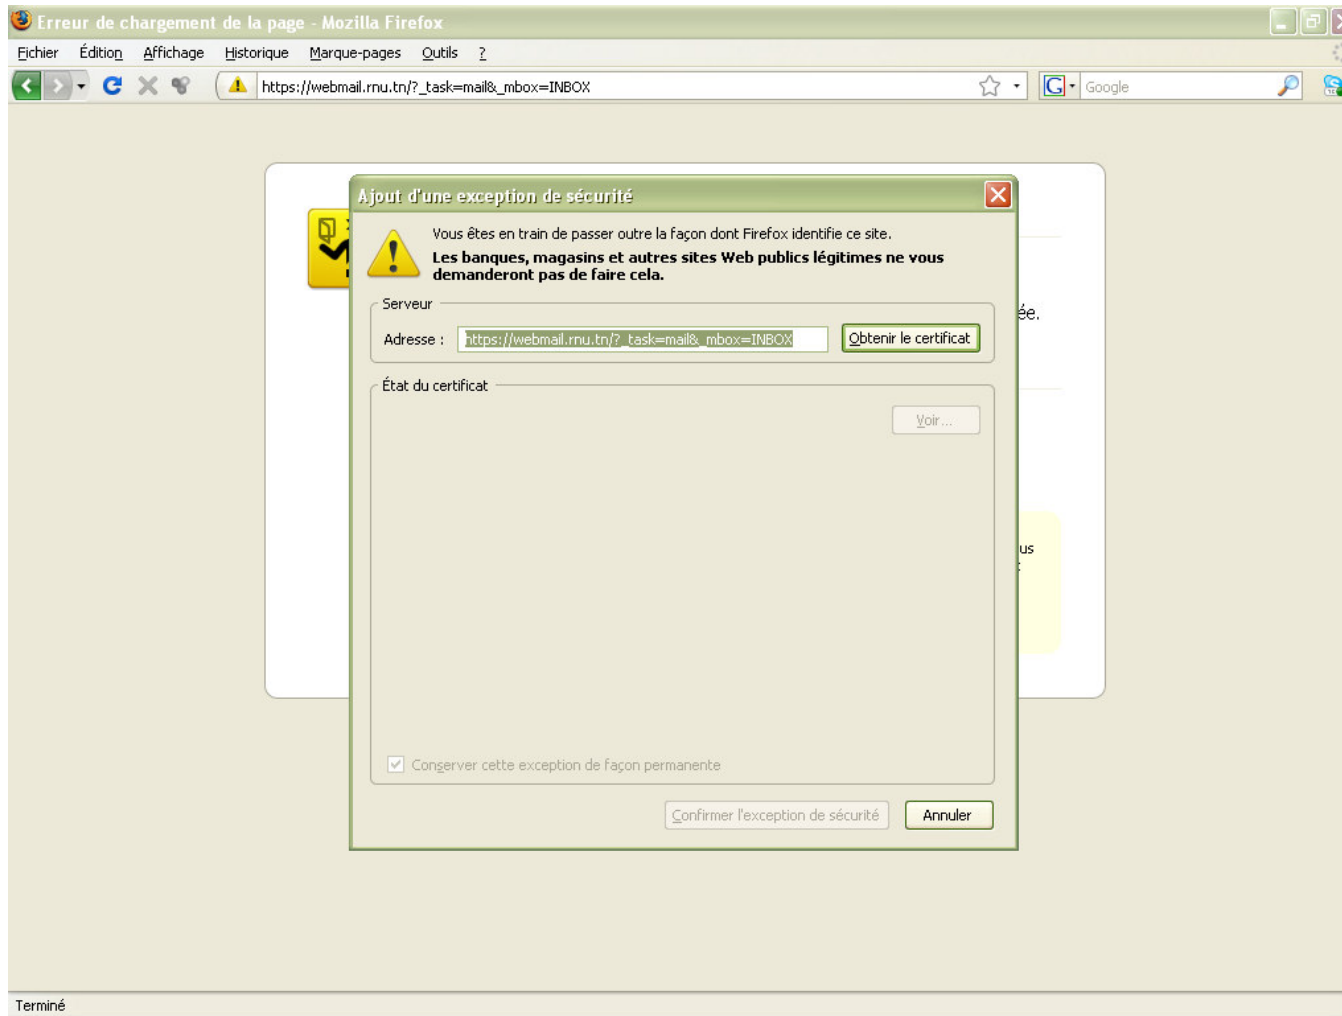 Erreur de chargement de la page - Mozilla Firefox
Fichier Édition Affichage Historique Marque-pages Outils ?
https://webmail.rnu.tn/?_task=mail&_mbox=INBOX
G Google
Ajout d'une exception de sécurité
Vous êtes en train de passer outre la façon dont Firefox identifie ce site.
Les banques, magasins et autres sites Web publics légitimes ne vous
demanderont pas de faire cela.
Serveur
ée.
Adresse : https://webmail.rnu.tn/?_task=mail&_mbox=INBOX Obtenir le certificat
État du certificat
Voir...
us
Conserver cette exception de façon permanente
Confirmer l'exception de sécurité Annuler
Terminé